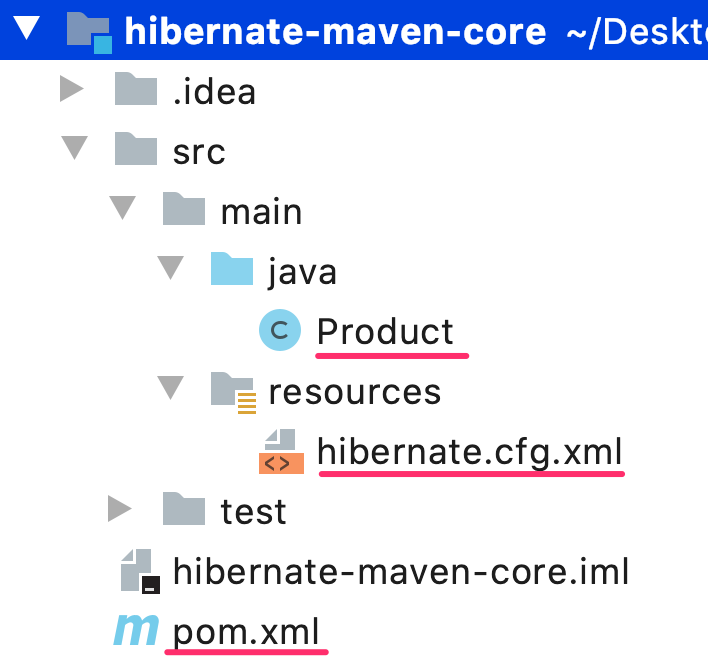 hibernate-maven-core ~/Deskto
.idea
src
main
java
C Product
resources
<> hibernate.cfg.xml
test
hibernate-maven-core.iml
m pom.xml